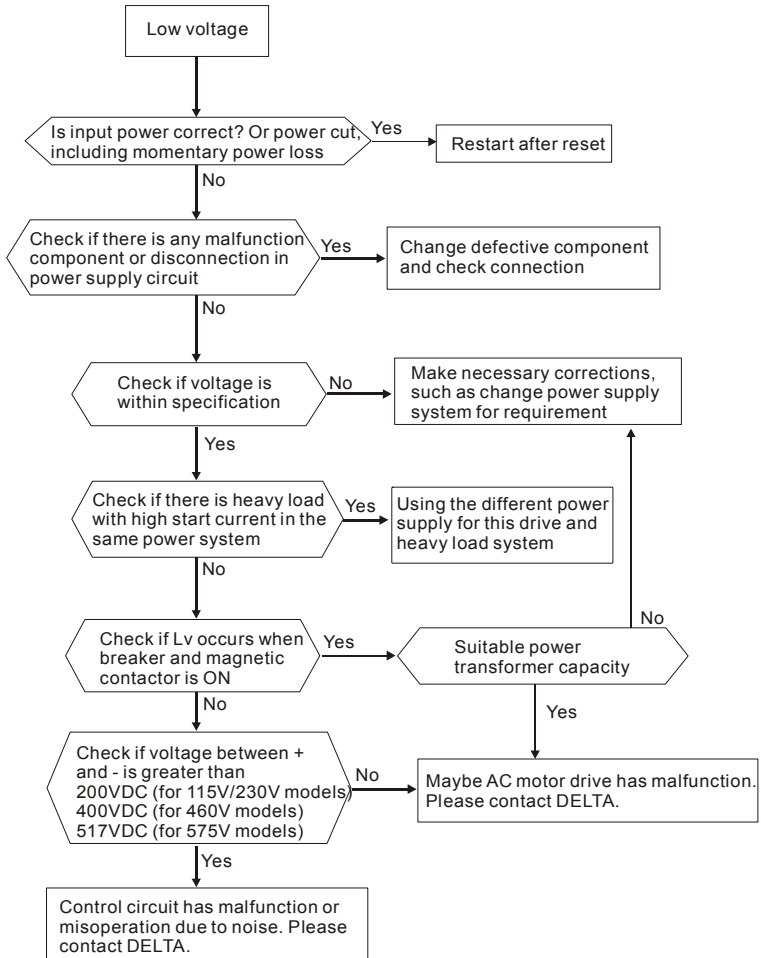 Low voltage
Is input power correct? Or power cut,
including momentary power loss
Yes
Restart after reset
No
Check if there is any malfunction
component or disconnection in
power supply circuit
Yes
Change defective component
and check connection
No
Check if voltage is
within specification
No
Make necessary corrections,
such as change power supply
system for requirement
Yes
Check if there is heavy load
with high start current in the
same power system
Yes
Using the different power
supply for this drive and
heavy load system
No
Check if Lv occurs when
breaker and magnetic
contactor is ON
Yes
Suitable power
transformer capacity
No
Yes
No
Check if voltage between +
and - is greater than
200VDC (for 115V/230V models)
400VDC (for 460V models)
517VDC (for 575V models)
No
Maybe AC motor drive has malfunction.
Please contact DELTA.
Yes
Control circuit has malfunction or
misoperation due to noise. Please
contact DELTA.